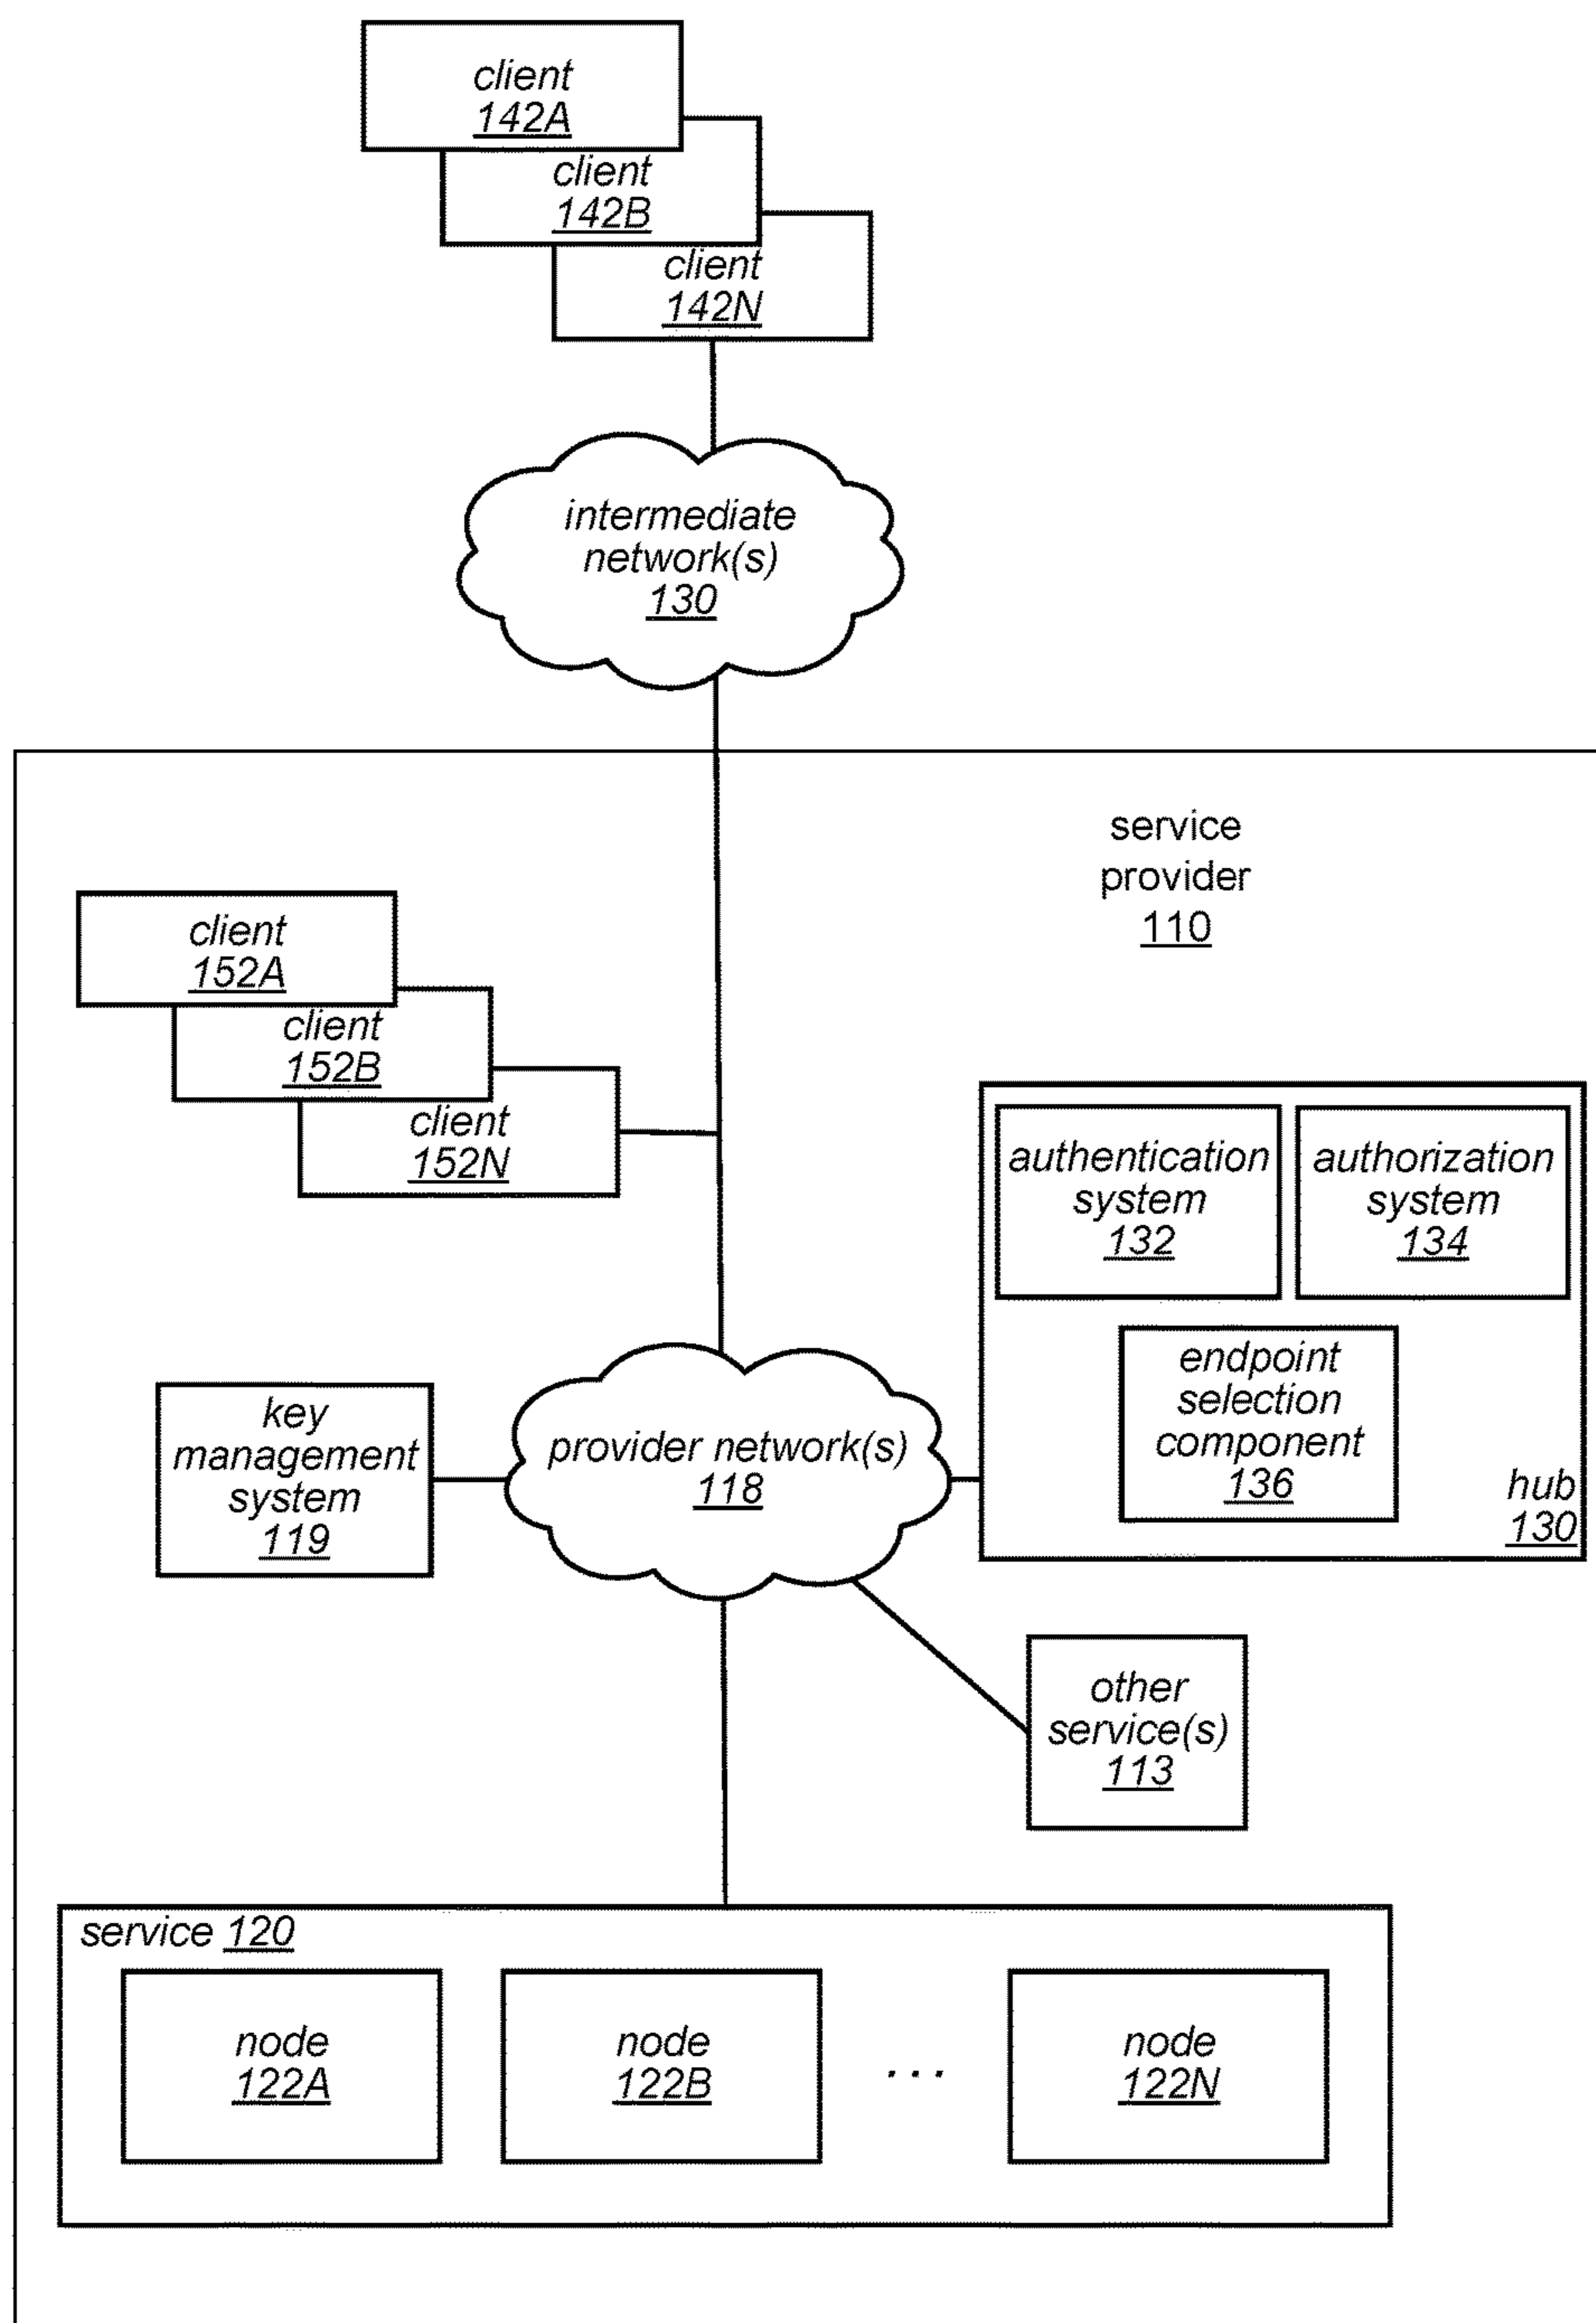 client
142A
client
142B
client
142N
intermediate
network(s)
130
service
provider
110
client
152A
client
152B
client
152N
authentication
system
132
authorization
system
134
endpoint
selection
component
136
hub
130
key
management
system
119
provider network(s)
118
other
service(s)
113
service 120
node
122A
node
122B
. . .
node
122N